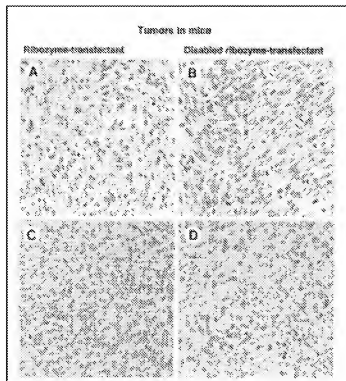 Tumors in mice
Ribozyme-transfectant Disabled ribozyme-transfectant
A B
C D